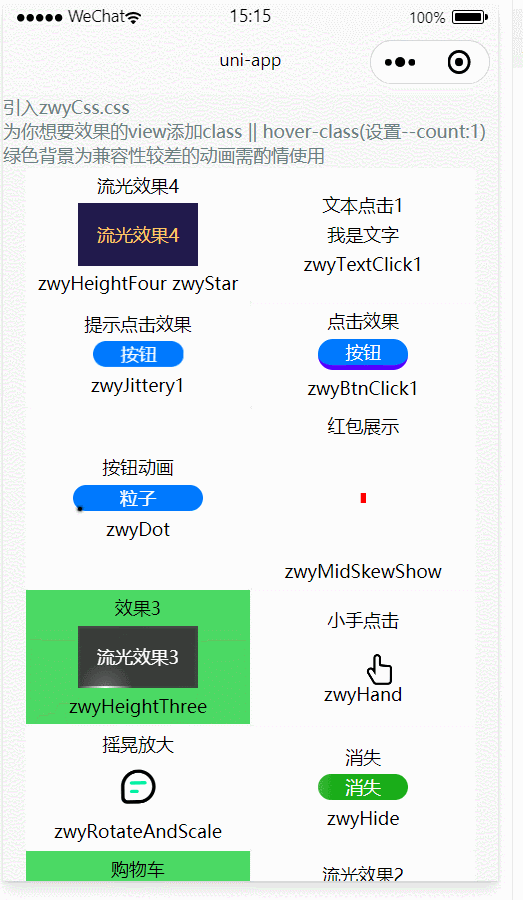 WeChat
15:15
100%
uni-app
引入zwyCss.css
为你想要效果的view添加class || hover-class(设置--count:1)
绿色背景为兼容性较差的动画需酌情使用
流光效果4
流光效果4
zwyHeightFour zwyStar
文本点击1
我是文字
zwyTextClick1
提示点击效果
按钮
zwyJittery1
点击效果
按钮
zwyBtnClick1
按钮动画
粒子
zwyDot
红包展示
zwyMidSkewShow
效果3
流光效果3
zwyHeightThree
小手点击
zwyHand
摇晃放大
zwyRotateAndScale
消失
消失
zwyHide
购物车
流光效果2